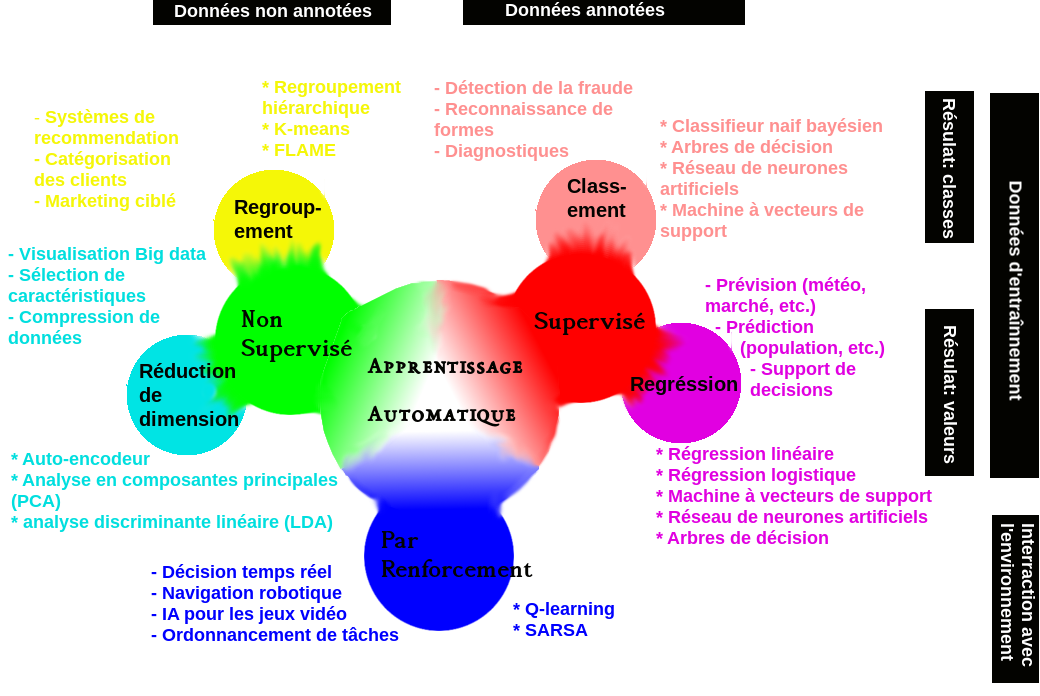 Données non annotées
Données annotées
* Regroupement
hiérarchique
* K-means
* FLAME
- Détection de la fraude
- Reconnaissance de
formes
- Diagnostiques
- Systèmes de
recommendation
- Catégorisation
des clients
- Marketing ciblé
* Classifieur naif bayésien
* Arbres de décision
* Réseau de neurones
artificiels
* Machine à vecteurs de
support
Résulat: classes
Données d'entraînnement
Regroup-
ement
Class-
ement
- Visualisation Big data
- Sélection de
caractéristiques
- Compression de
données
- Prévision (météo,
marché, etc.)
- Prédiction
(population, etc.)
- Support de
decisions
Non
Supervisé
Supervisé
Résulat: valeurs
Réduction
de
dimension
Apprentissage
Automatique
Regréssion
* Auto-encodeur
* Analyse en composantes principales
(PCA)
* analyse discriminante linéaire (LDA)
* Régression linéaire
* Régression logistique
* Machine à vecteurs de support
* Réseau de neurones artificiels
* Arbres de décision
Par
Renforcement
- Décision temps réel
- Navigation robotique
- IA pour les jeux vidéo
- Ordonnancement de tâches
* Q-learning
* SARSA
Interraction avec
l'environnement